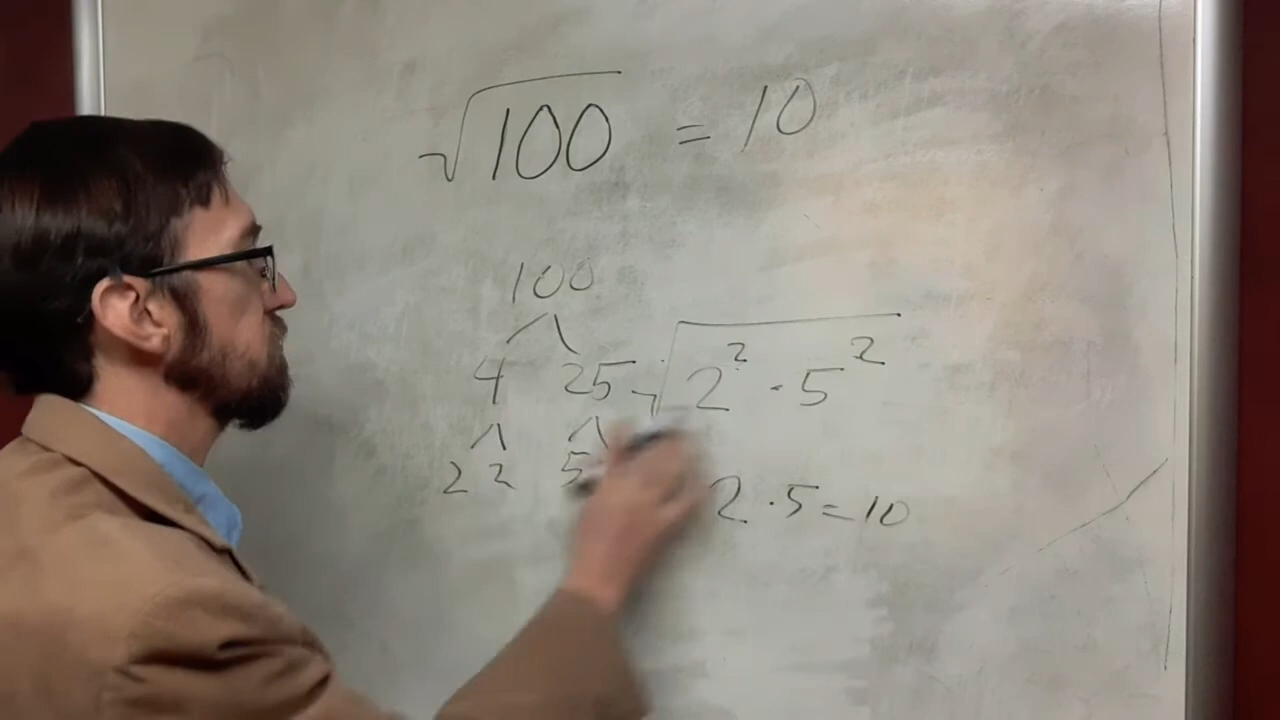 √100 = 10
100
4 25 √2² · 5²
2 2 5
2 · 5 = 10